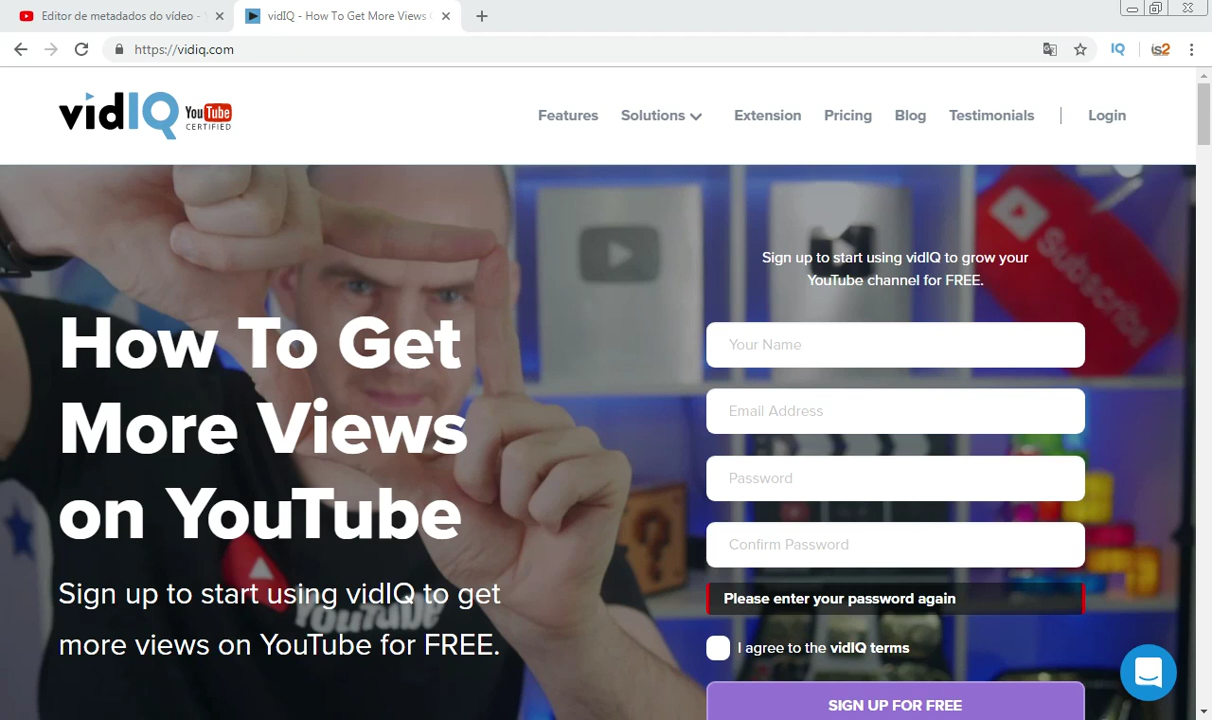 Editor de metadados do vídeo -
vidIQ - How To Get More Views
https://vidiq.com
IQ
is2
vidIQ YouTube CERTIFIED
Features Solutions Extension Pricing Blog Testimonials | Login
Subscribe
Sign up to start using vidIQ to grow your
YouTube channel for FREE.
How To Get
More Views
on YouTube
Sign up to start using vidIQ to get
more views on YouTube for FREE.
YouTube
Your Name
Email Address
Password
Confirm Password
Please enter your password again
I agree to the vidIQ terms
SIGN UP FOR FREE